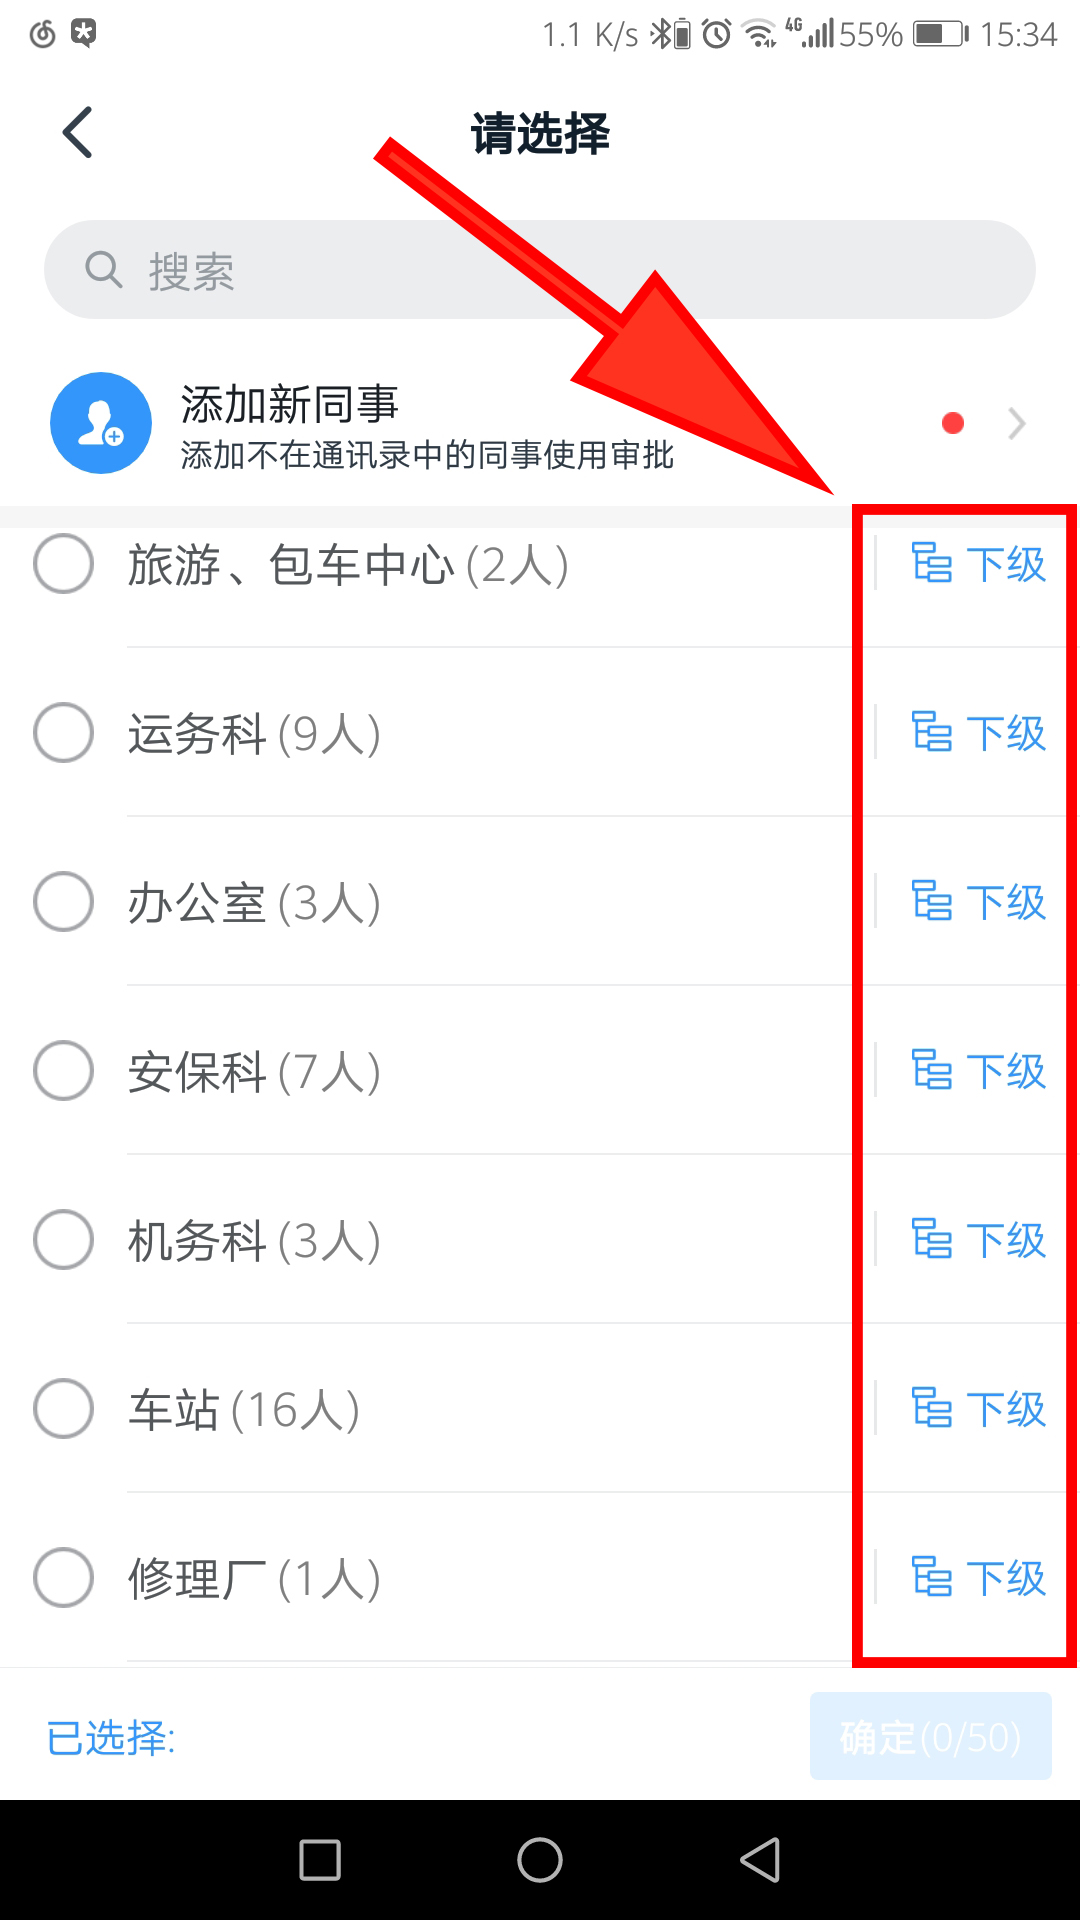 1.1 K/s 4G 55% 15:34
请选择
搜索
添加新同事
添加不在通讯录中的同事使用审批
旅游、包车中心(2人) 下级
运务科(9人) 下级
办公室(3人) 下级
安保科(7人) 下级
机务科(3人) 下级
车站(16人) 下级
修理厂(1人) 下级
已选择: 确定(0/50)